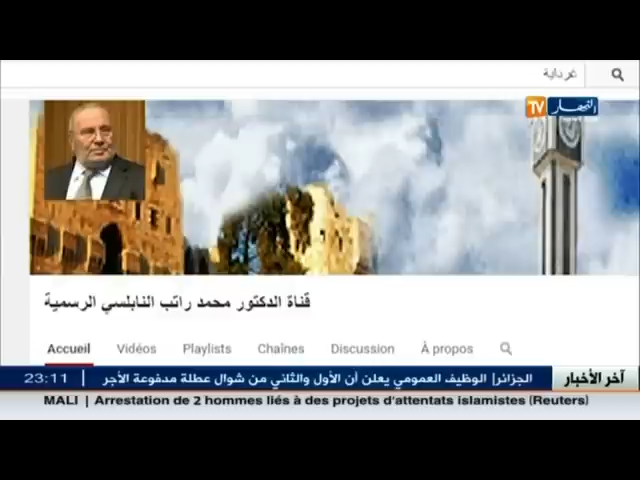 غرداية
TV النهار
قناة الدكتور محمد راتب النابلسي الرسمية
Accueil Vidéos Playlists Chaînes Discussion À propos
23:11 الجزائر| الوظيف العمومي يعلن أن الأول والثاني من شوال عطلة مدفوعة الأجر آخر الأخبار
MALI | Arrestation de 2 hommes liés à des projets d'attentats islamistes (Reuters)